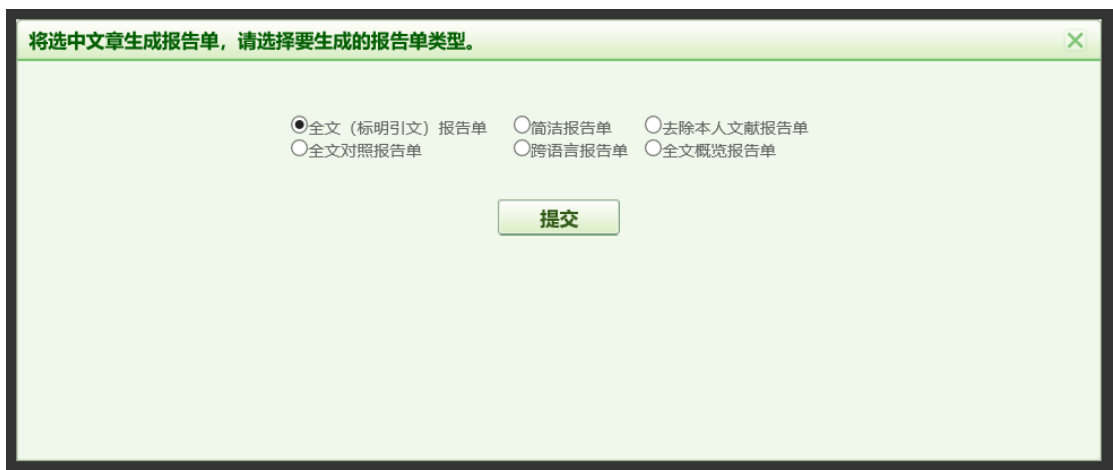 将选中文章生成报告单，请选择要生成的报告单类型。
全文（标明引文）报告单 简洁报告单 去除本人文献报告单
全文对照报告单 跨语言报告单 全文概览报告单
提交